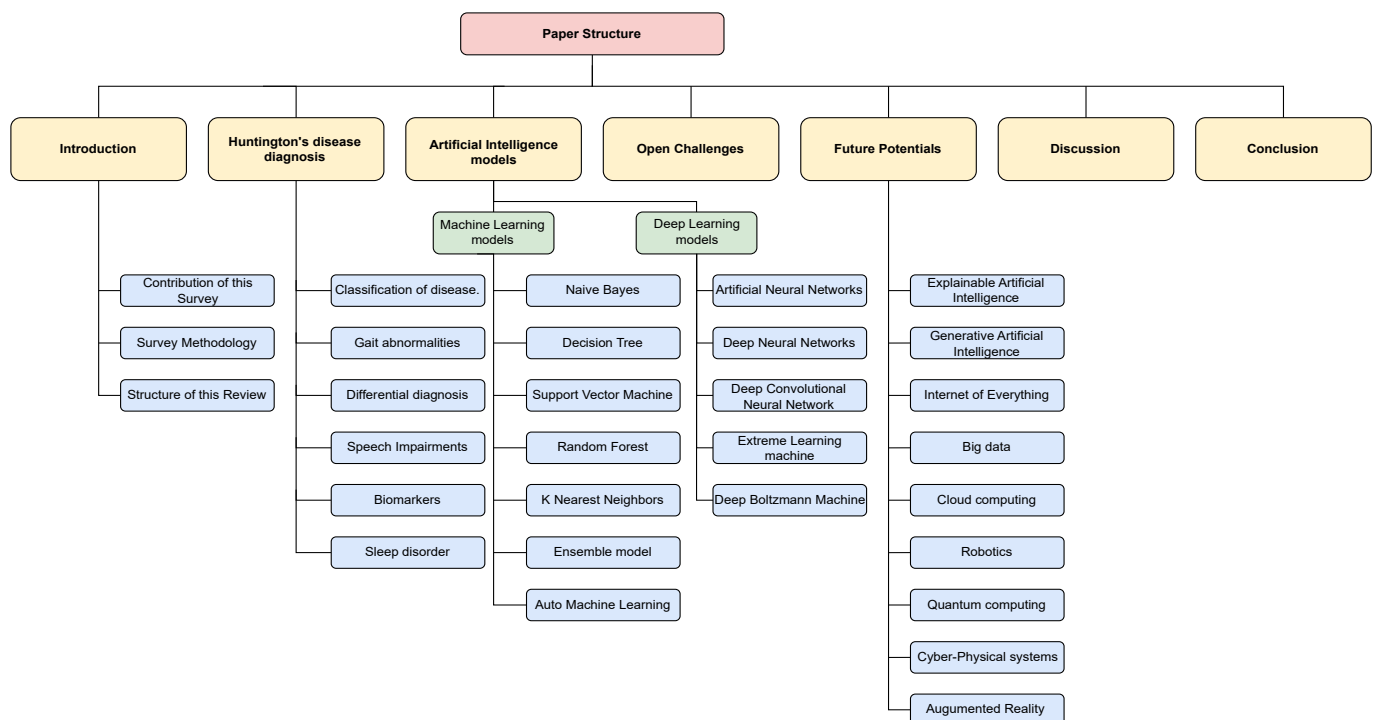 Paper Structure
Introduction
Huntington's disease
diagnosis
Artificial Intelligence
models
Open Challenges
Future Potentials
Discussion
Conclusion
Machine Learning
models
Deep Learning
models
Contribution of this
Survey
Survey Methodology
Structure of this Review
Classification of disease.
Gait abnormalities
Differential diagnosis
Speech Impairments
Biomarkers
Sleep disorder
Naive Bayes
Decision Tree
Support Vector Machine
Random Forest
K Nearest Neighbors
Ensemble model
Auto Machine Learning
Artificial Neural Networks
Deep Neural Networks
Deep Convolutional
Neural Network
Extreme Learning
machine
Deep Boltzmann Machine
Explainable Artificial
Intelligence
Generative Artificial
Intelligence
Internet of Everything
Big data
Cloud computing
Robotics
Quantum computing
Cyber-Physical systems
Augumented Reality